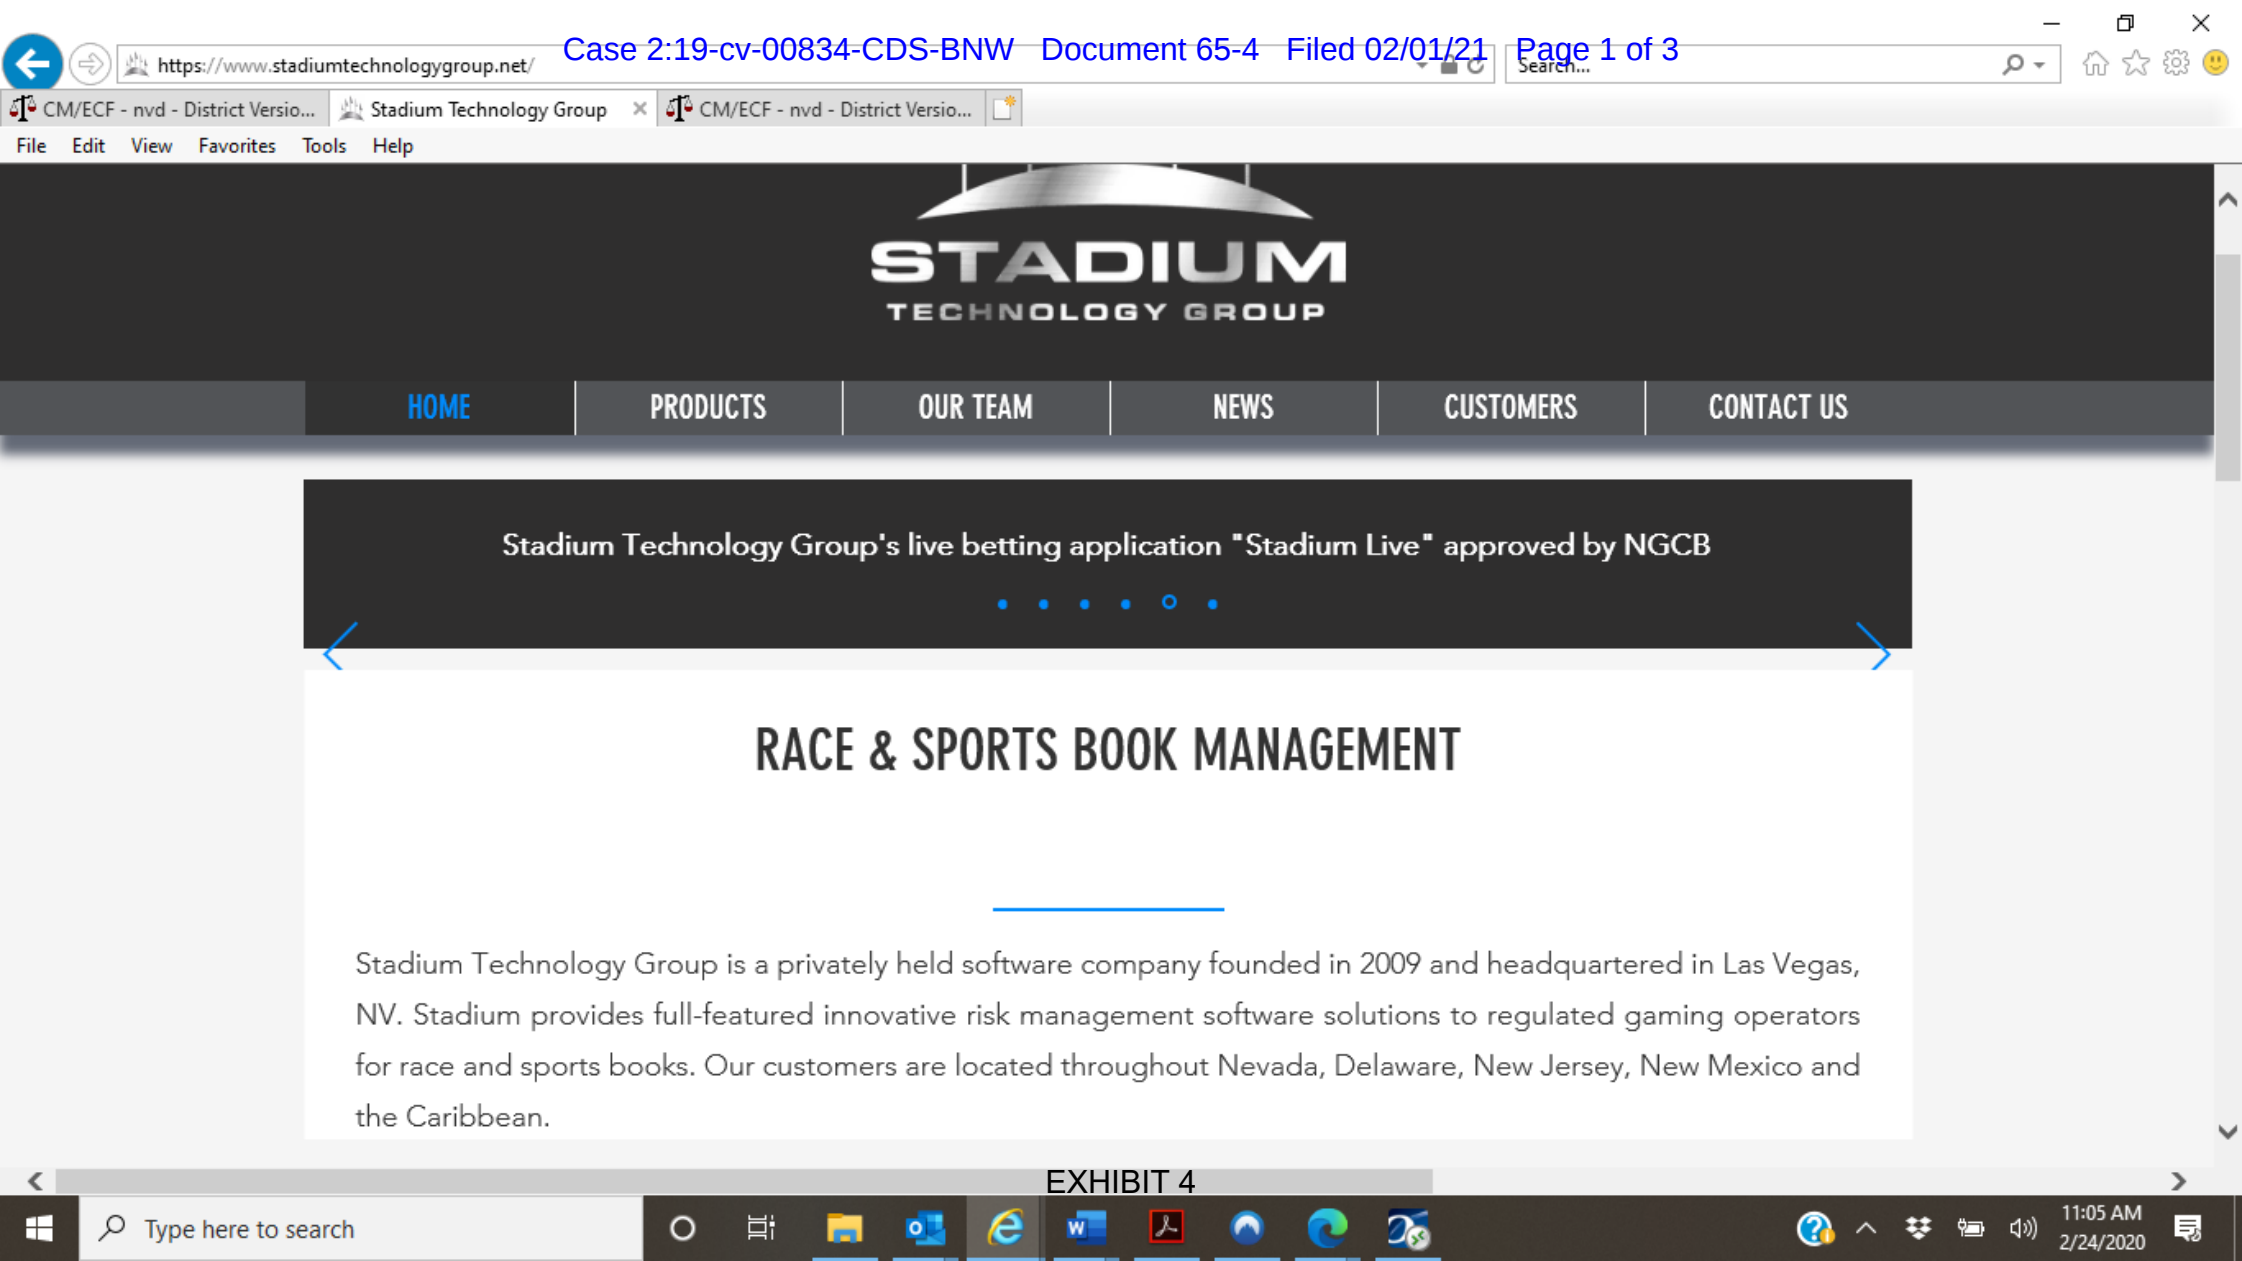 Case 2:19-cv-00834-CDS-BNW Document 65-4 Filed 02/01/21 Page 1 of 3
https://www.stadiumtechnologygroup.net/
Search...
CM/ECF - nvd - District Versio...
Stadium Technology Group
CM/ECF - nvd - District Versio...
File Edit View Favorites Tools Help
STADIUM
TECHNOLOGY GROUP
HOME PRODUCTS OUR TEAM NEWS CUSTOMERS CONTACT US
Stadium Technology Group's live betting application "Stadium Live" approved by NGCB
RACE & SPORTS BOOK MANAGEMENT
Stadium Technology Group is a privately held software company founded in 2009 and headquartered in Las Vegas,
NV. Stadium provides full-featured innovative risk management software solutions to regulated gaming operators
for race and sports books. Our customers are located throughout Nevada, Delaware, New Jersey, New Mexico and
the Caribbean.
EXHIBIT 4
Type here to search
11:05 AM
2/24/2020